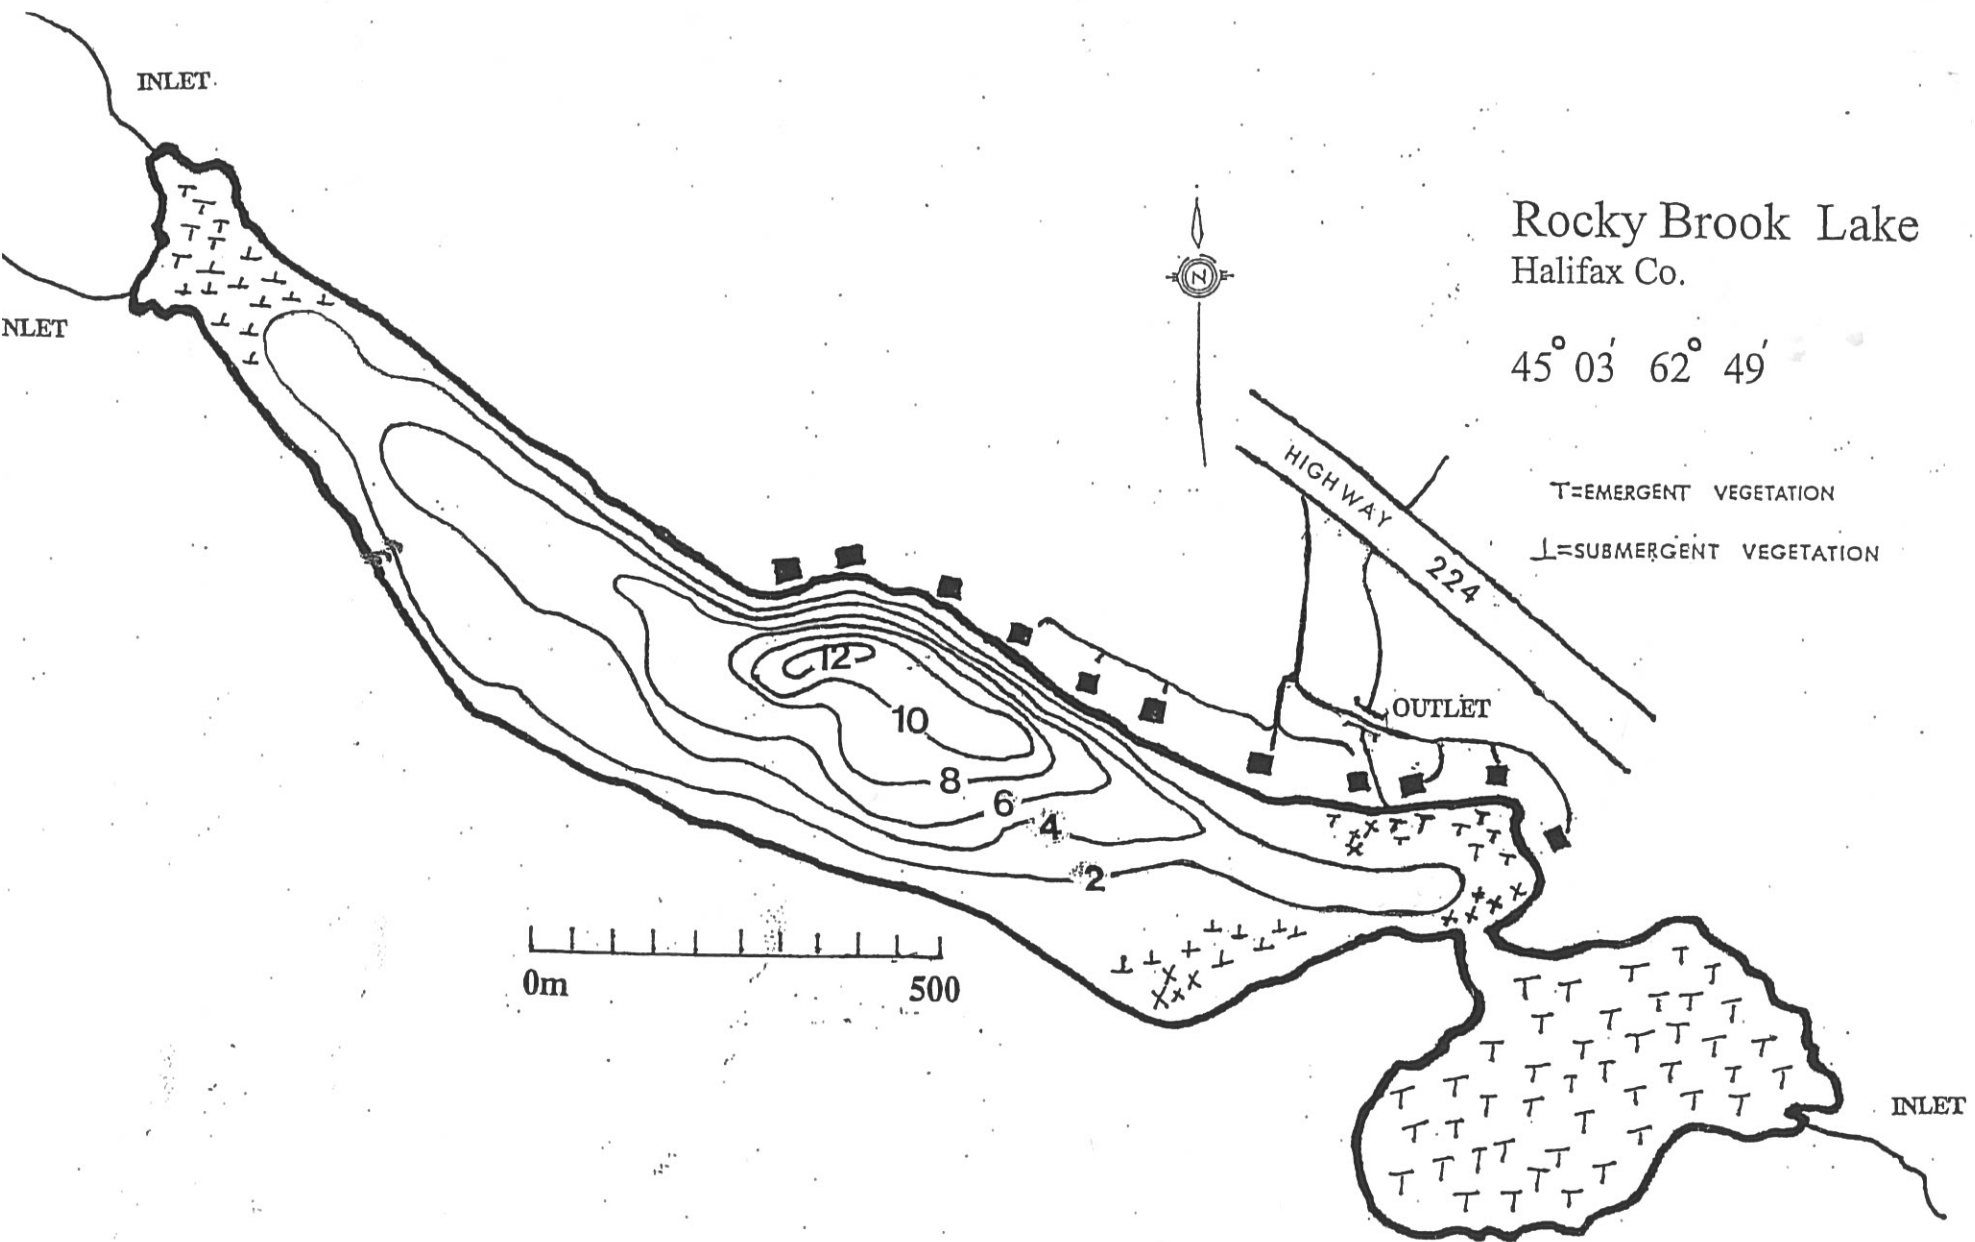 INLET
NLET
Rocky Brook Lake
Halifax Co.
45° 03' 62° 49'
N
HIGHWAY 224
T=EMERGENT VEGETATION
⊥=SUBMERGENT VEGETATION
OUTLET
12
10
8
6
4
2
0m 500
INLET